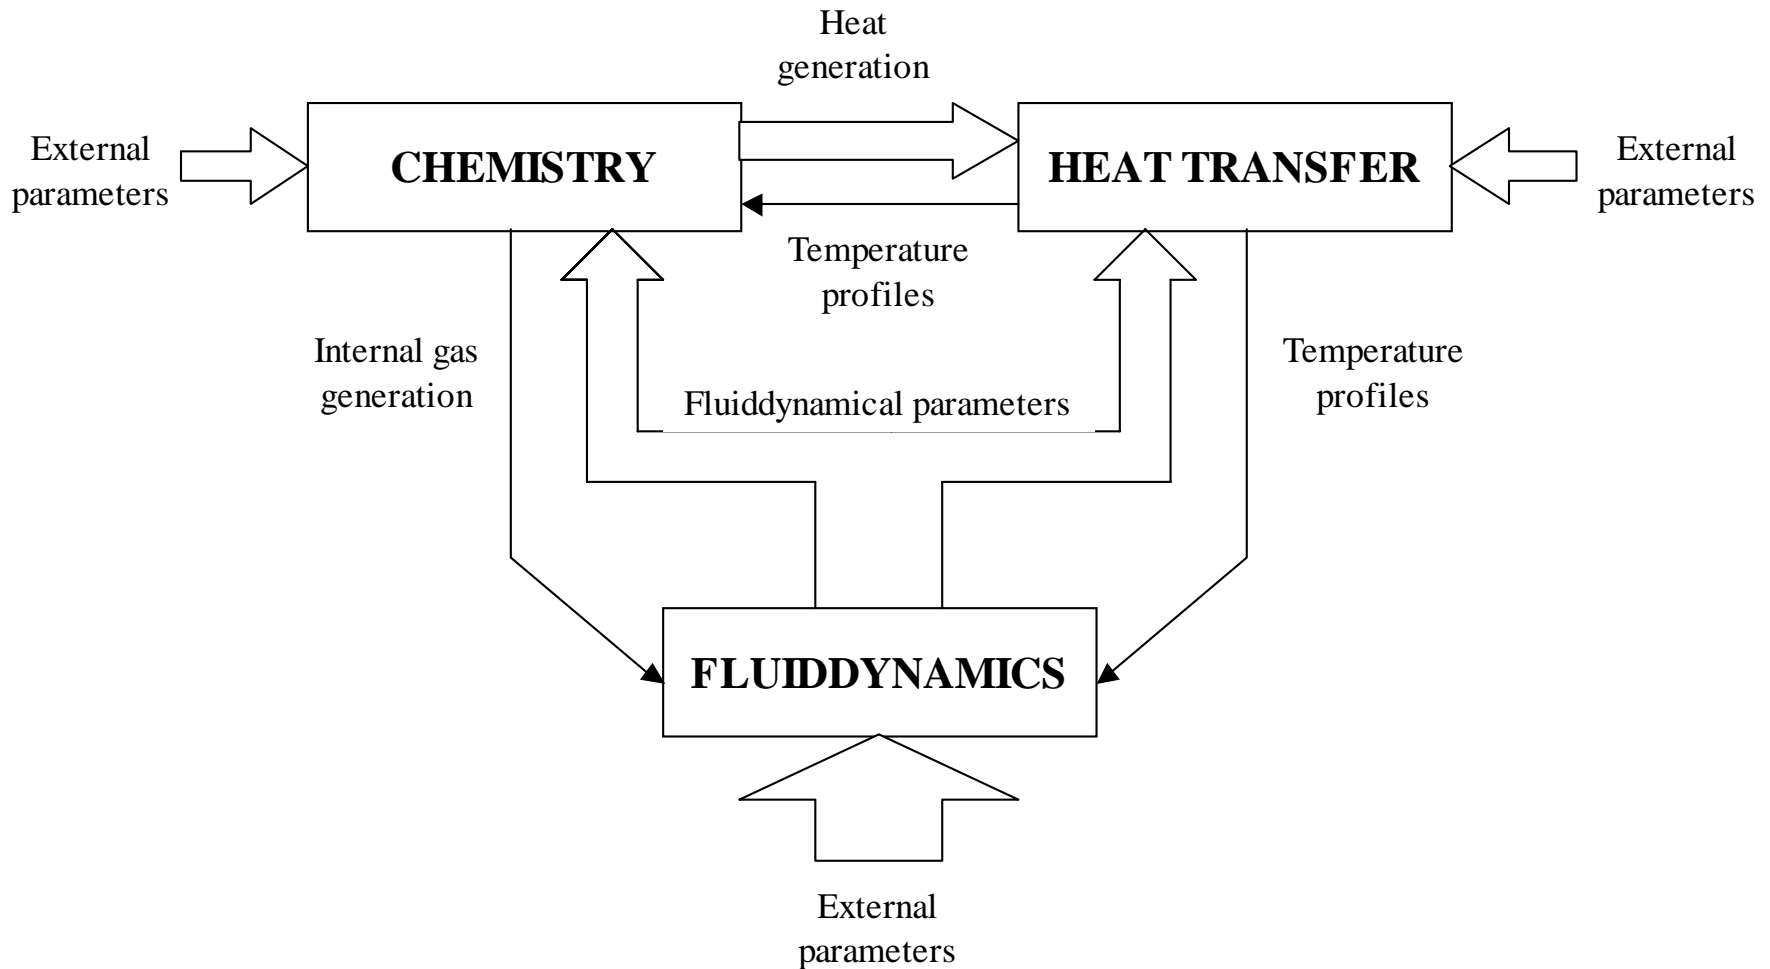 Heat
generation
External
parameters
CHEMISTRY
HEAT TRANSFER
External
parameters
Temperature
profiles
Internal gas
generation
Temperature
profiles
Fluiddynamical parameters
FLUIDDYNAMICS
External
parameters